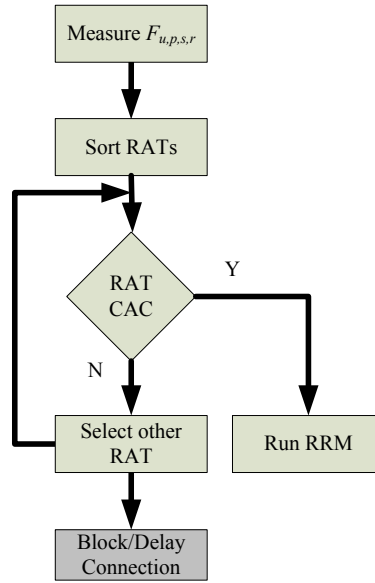 Measure F_{u,p,s,r}
Sort RATs
RAT
CAC
Y
N
Select other
RAT
Run RRM
Block/Delay
Connection